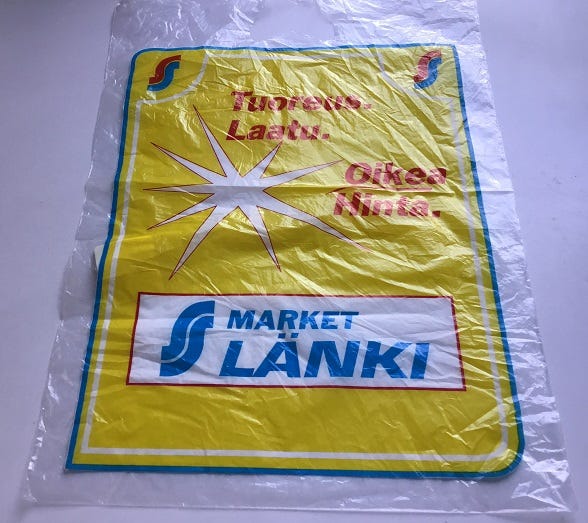 Tuoreus.
Laatu.
Oikea
Hinta.
S MARKET
LÄNKI